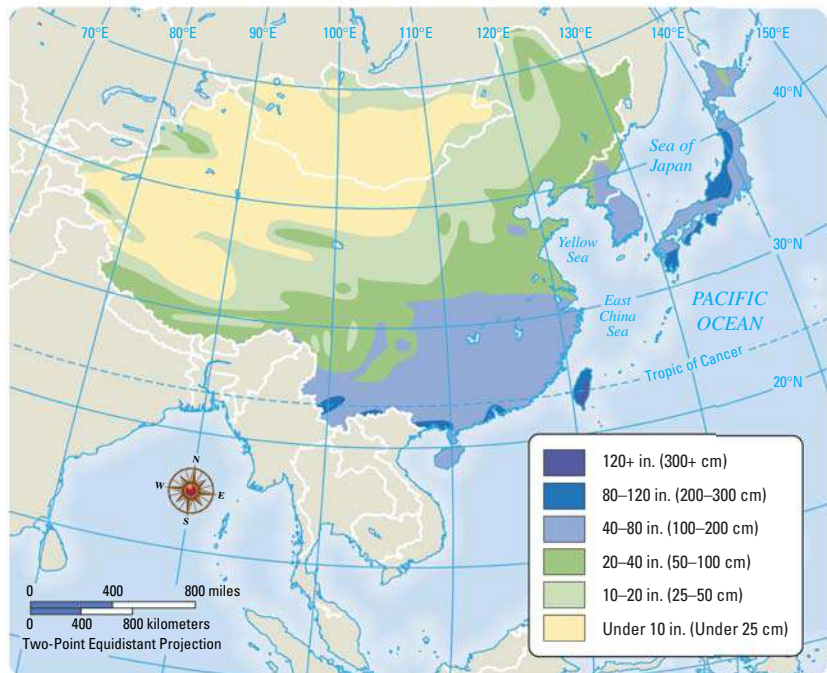 70°E
80°E
90°E
100°E
110°E
120°E
130°E
140°E
150°E
40°N
Sea of
Japan
30°N
Yellow
Sea
East
China
Sea
PACIFIC
OCEAN
Tropic of Cancer
20°N
N
W
E
S
120+ in. (300+ cm)
80–120 in. (200–300 cm)
40–80 in. (100–200 cm)
20–40 in. (50–100 cm)
10–20 in. (25–50 cm)
Under 10 in. (Under 25 cm)
0 400 800 miles
0 400 800 kilometers
Two-Point Equidistant Projection